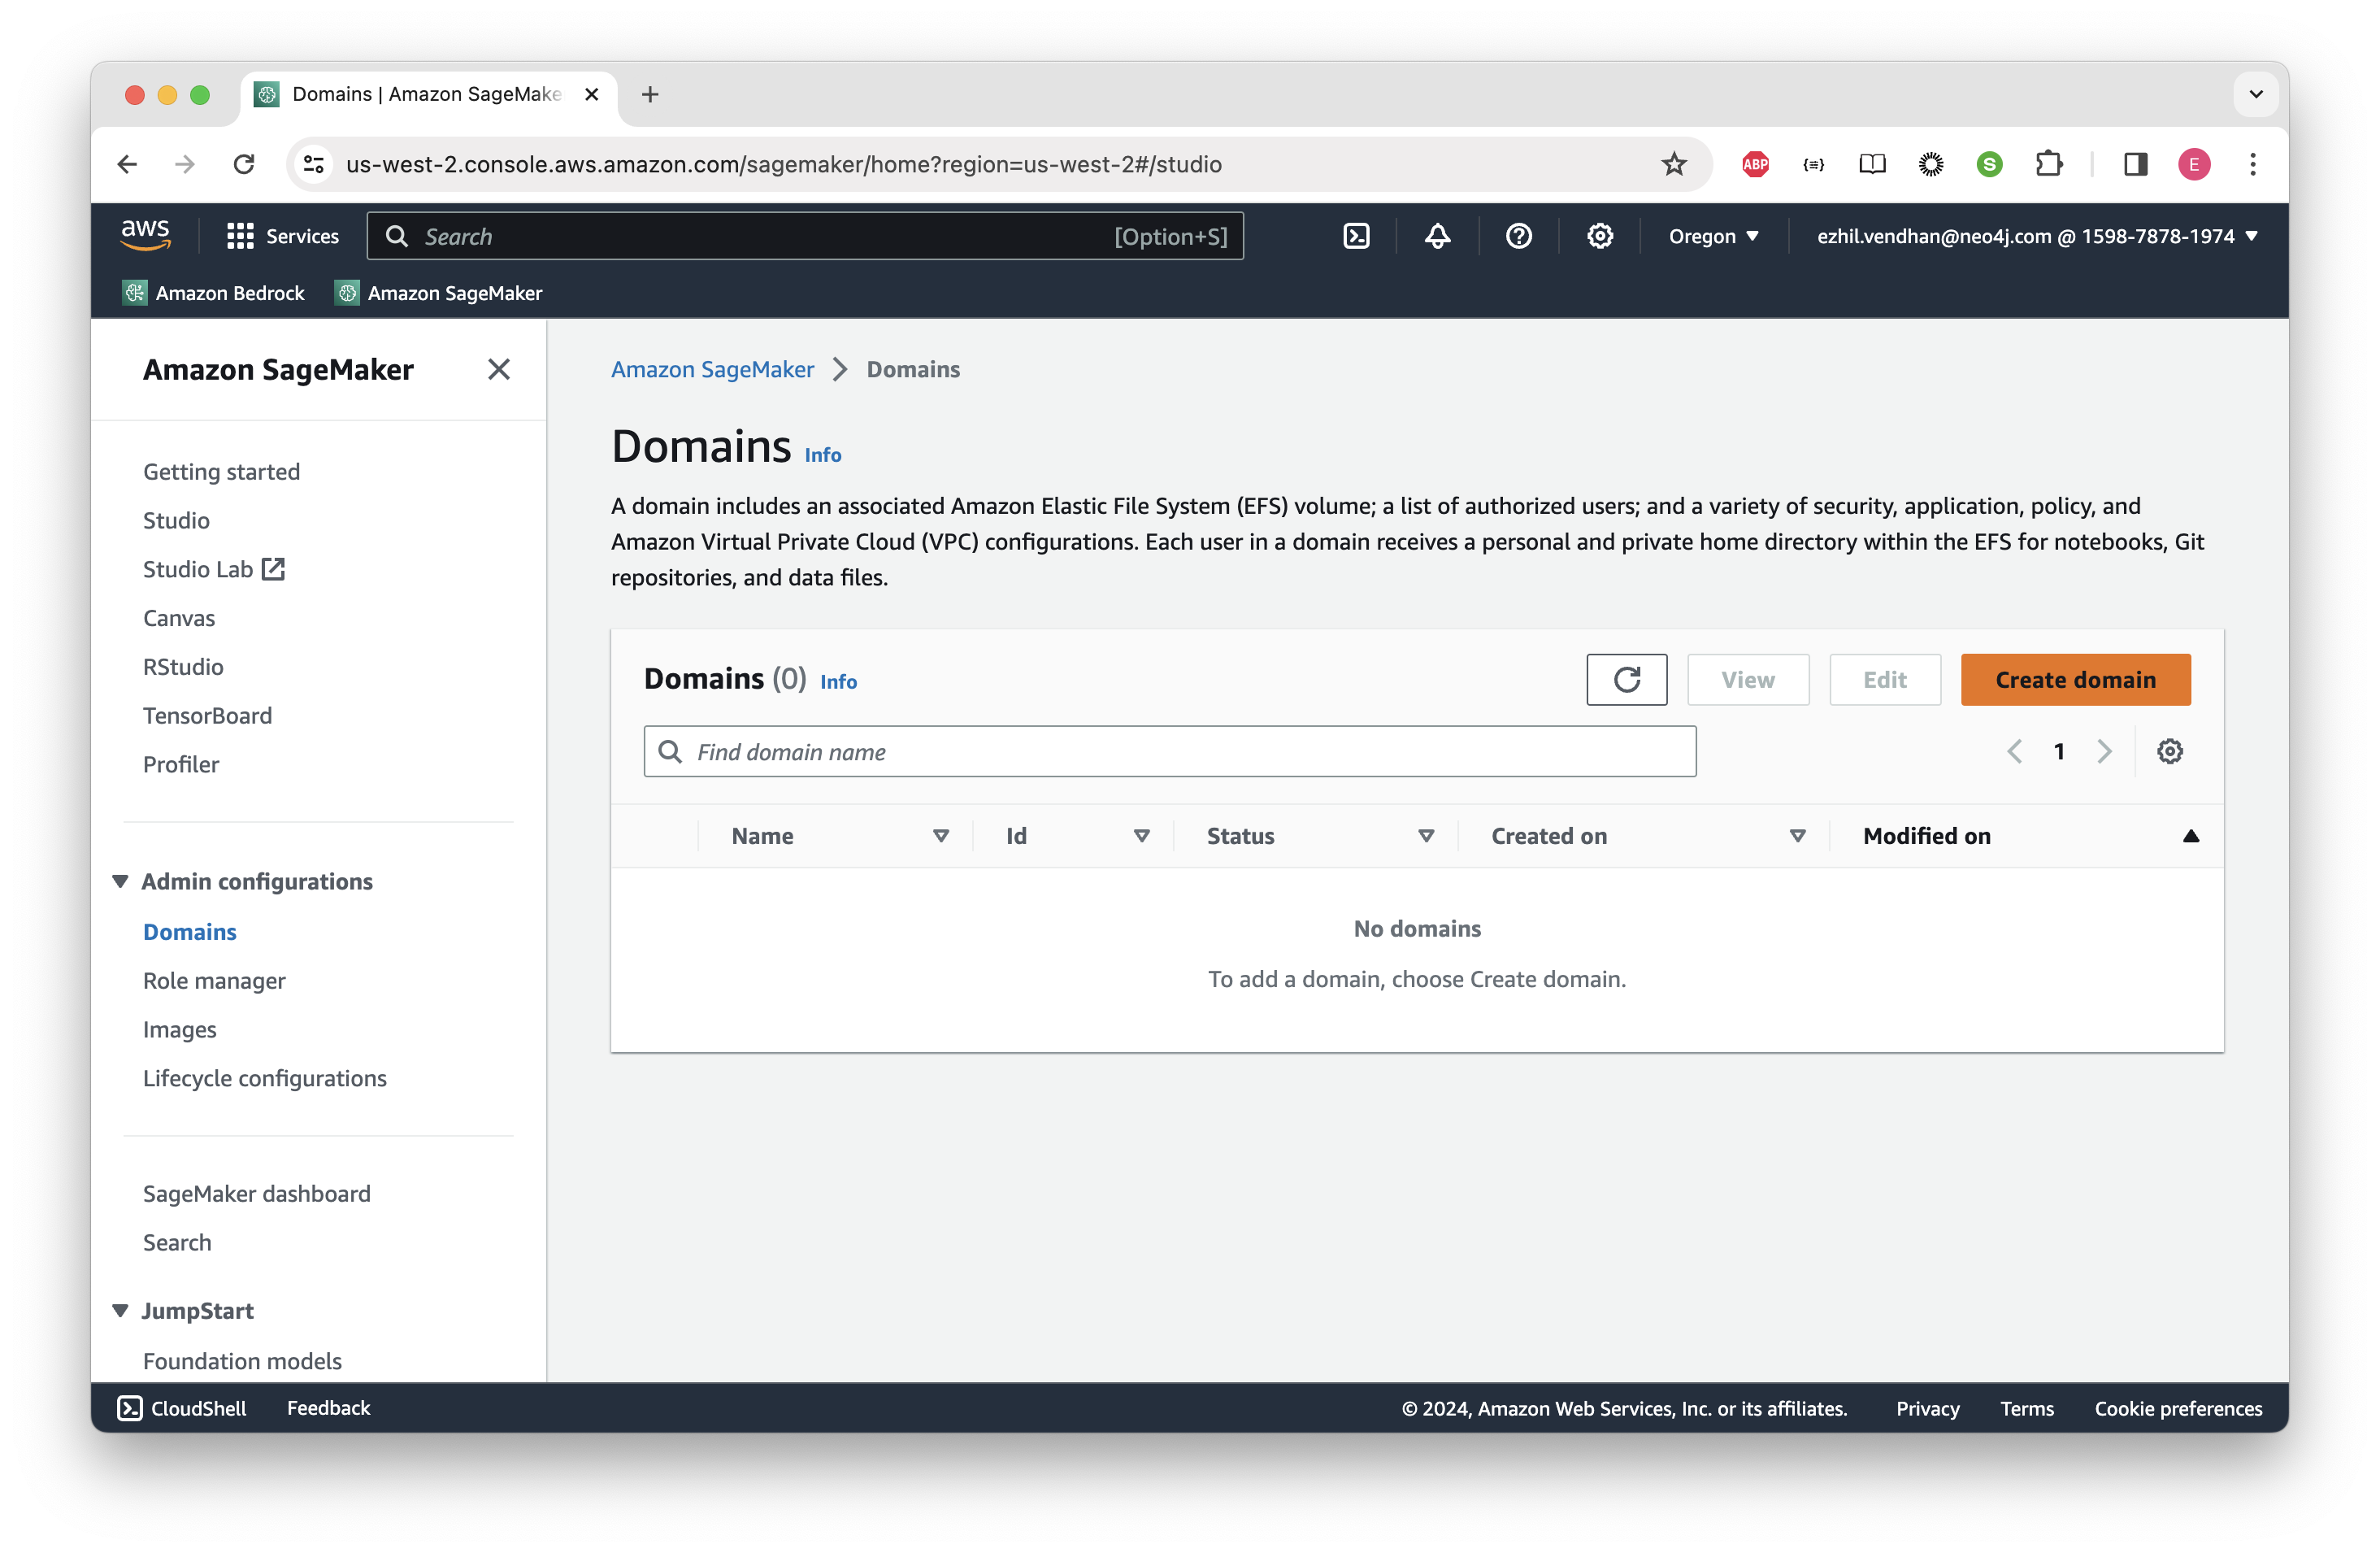 Domains | Amazon SageMake
us-west-2.console.aws.amazon.com/sagemaker/home?region=us-west-2#/studio
ABP
S
E
aws
Services
Search
[Option+S]
Oregon
ezhil.vendhan@neo4j.com @ 1598-7878-1974
Amazon Bedrock
Amazon SageMaker
Amazon SageMaker
Getting started
Studio
Studio Lab
Canvas
RStudio
TensorBoard
Profiler
Admin configurations
Domains
Role manager
Images
Lifecycle configurations
SageMaker dashboard
Search
JumpStart
Foundation models
Amazon SageMaker > Domains
Domains Info
A domain includes an associated Amazon Elastic File System (EFS) volume; a list of authorized users; and a variety of security, application, policy, and
Amazon Virtual Private Cloud (VPC) configurations. Each user in a domain receives a personal and private home directory within the EFS for notebooks, Git
repositories, and data files.
Domains (0) Info
View
Edit
Create domain
Find domain name
1
Name
Id
Status
Created on
Modified on
No domains
To add a domain, choose Create domain.
CloudShell
Feedback
© 2024, Amazon Web Services, Inc. or its affiliates.
Privacy
Terms
Cookie preferences